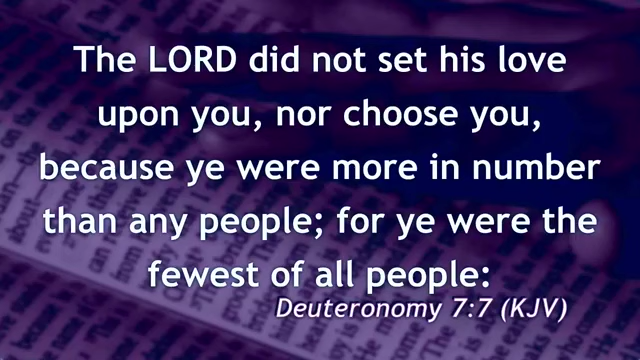 The LORD did not set his love
upon you, nor choose you,
because ye were more in number
than any people; for ye were the
fewest of all people:
Deuteronomy 7:7 (KJV)